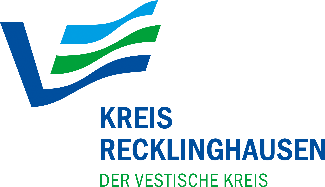 KREIS
RECKLINGHAUSEN
DER VESTISCHE KREIS